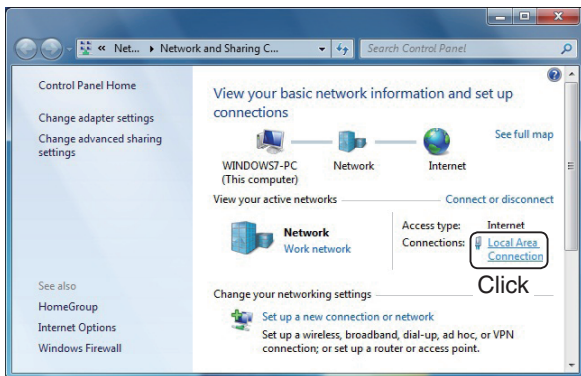 « Net... ▸ Network and Sharing C...
Search Control Panel
Control Panel Home
Change adapter settings
Change advanced sharing
settings
See also
HomeGroup
Internet Options
Windows Firewall
View your basic network information and set up
connections
See full map
WINDOWS7-PC
(This computer)
Network
Internet
View your active networks
Connect or disconnect
Network
Work network
Access type: Internet
Connections: Local Area
Connection
Click
Change your networking settings
Set up a new connection or network
Set up a wireless, broadband, dial-up, ad hoc, or VPN
connection; or set up a router or access point.